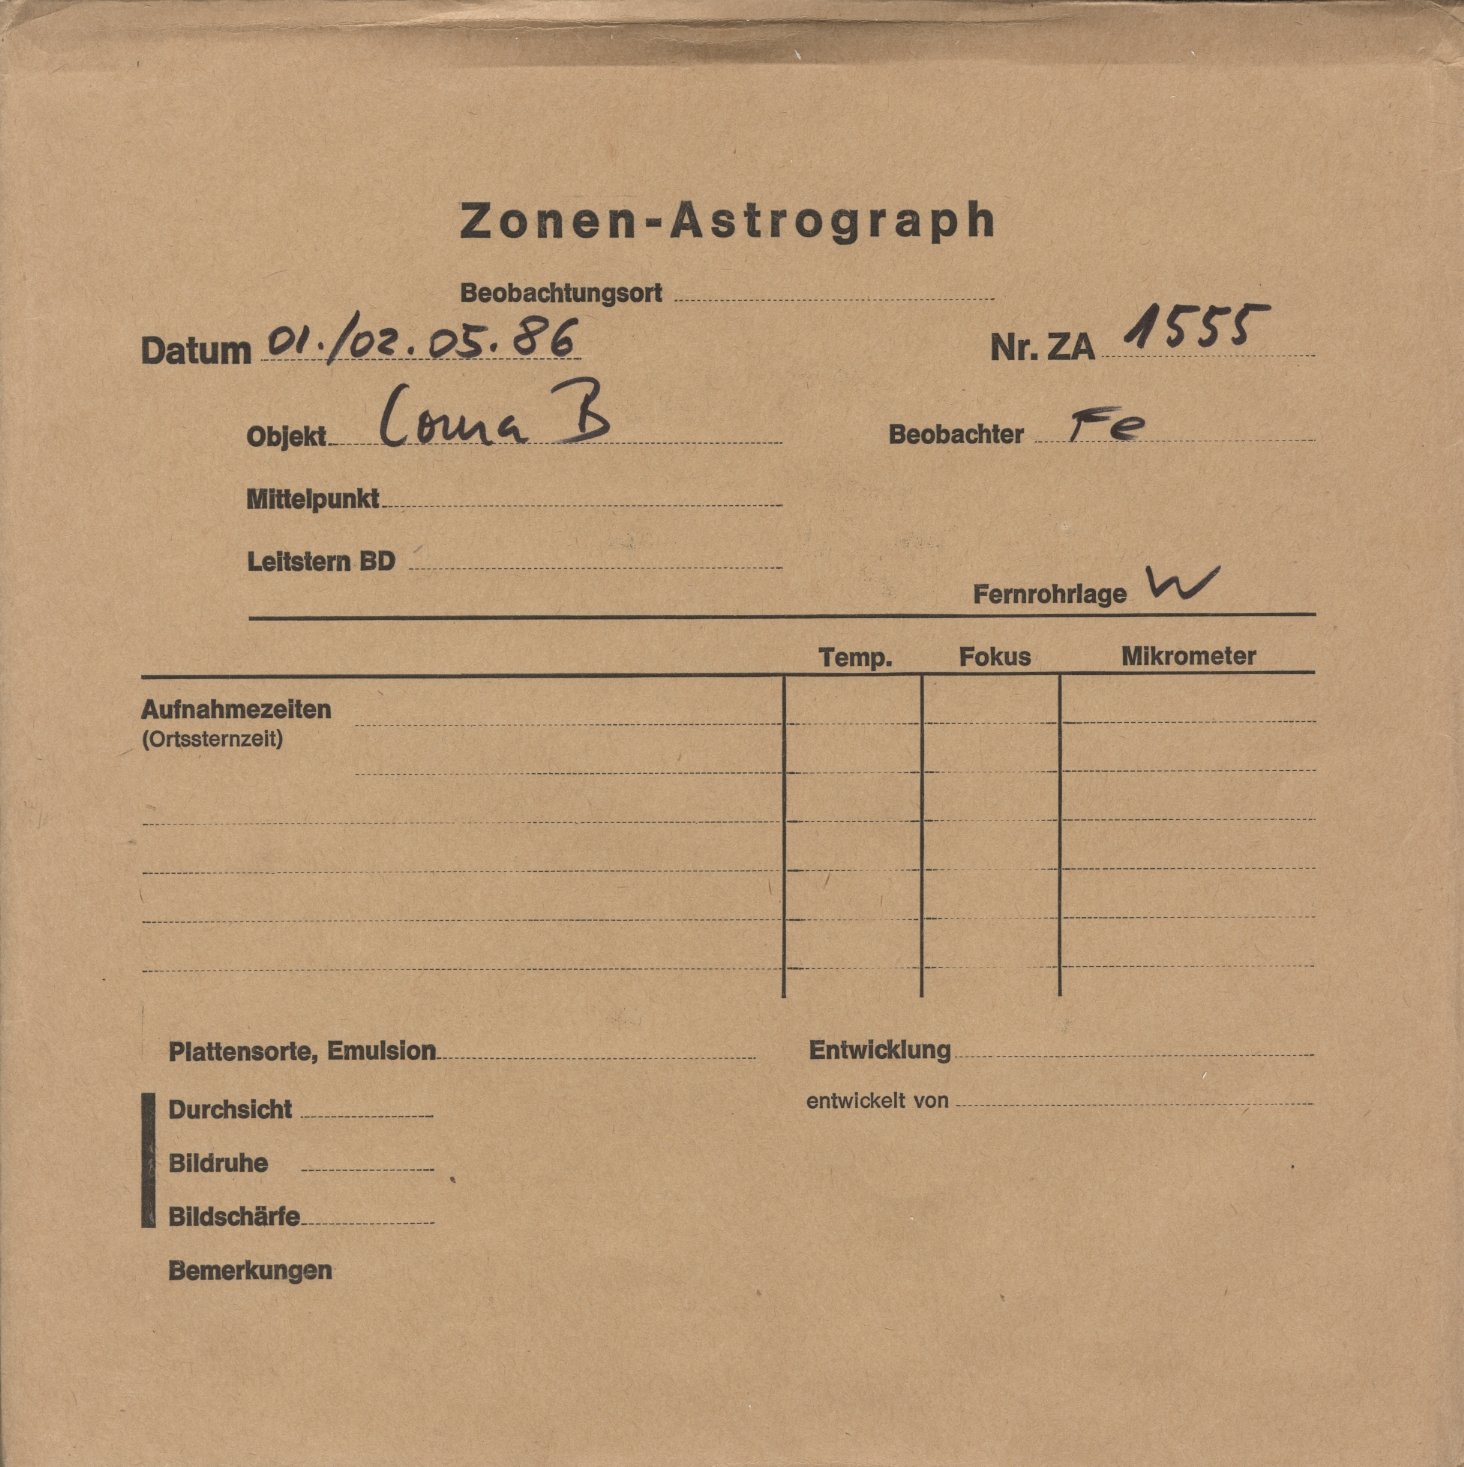 Zonen-Astrograph
Beobachtungsort
Datum 01./02.05.86 Nr. ZA 1555
Objekt Coma B Beobachter Fe
Mittelpunkt
Leitstern BD
Fernrohrlage W
Temp. Fokus Mikrometer
Aufnahmezeiten
(Ortssternzeit)
Plattensorte, Emulsion Entwicklung
Durchsicht entwickelt von
Bildruhe
Bildschärfe
Bemerkungen